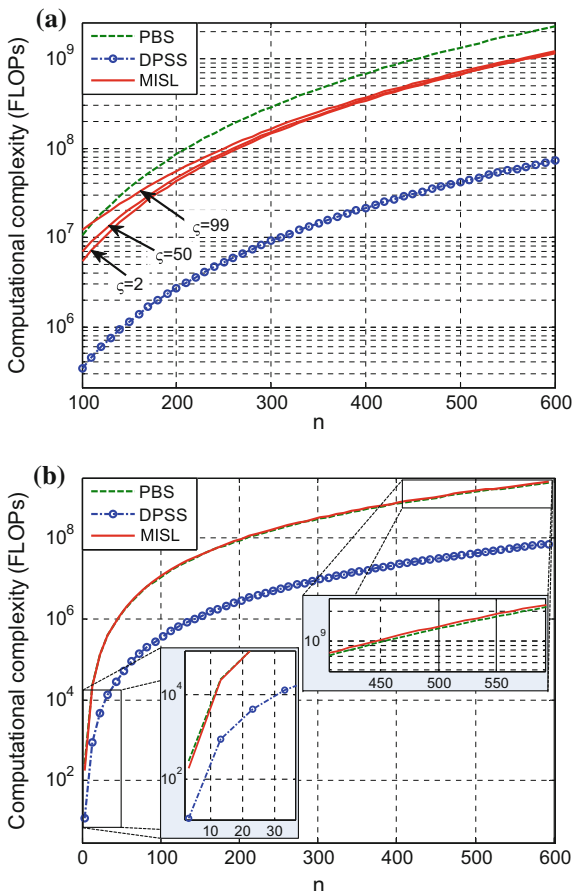 (a)
Computational complexity (FLOPs)
PBS
DPSS
MISL
10^9
10^8
10^7
10^6
ς=99
ς=50
ς=2
100 200 300 400 500 600
n
(b)
Computational complexity (FLOPs)
PBS
DPSS
MISL
10^8
10^6
10^4
10^2
10^9
450 500 550
10^4
10^2
10 20 30
0 100 200 300 400 500 600
n